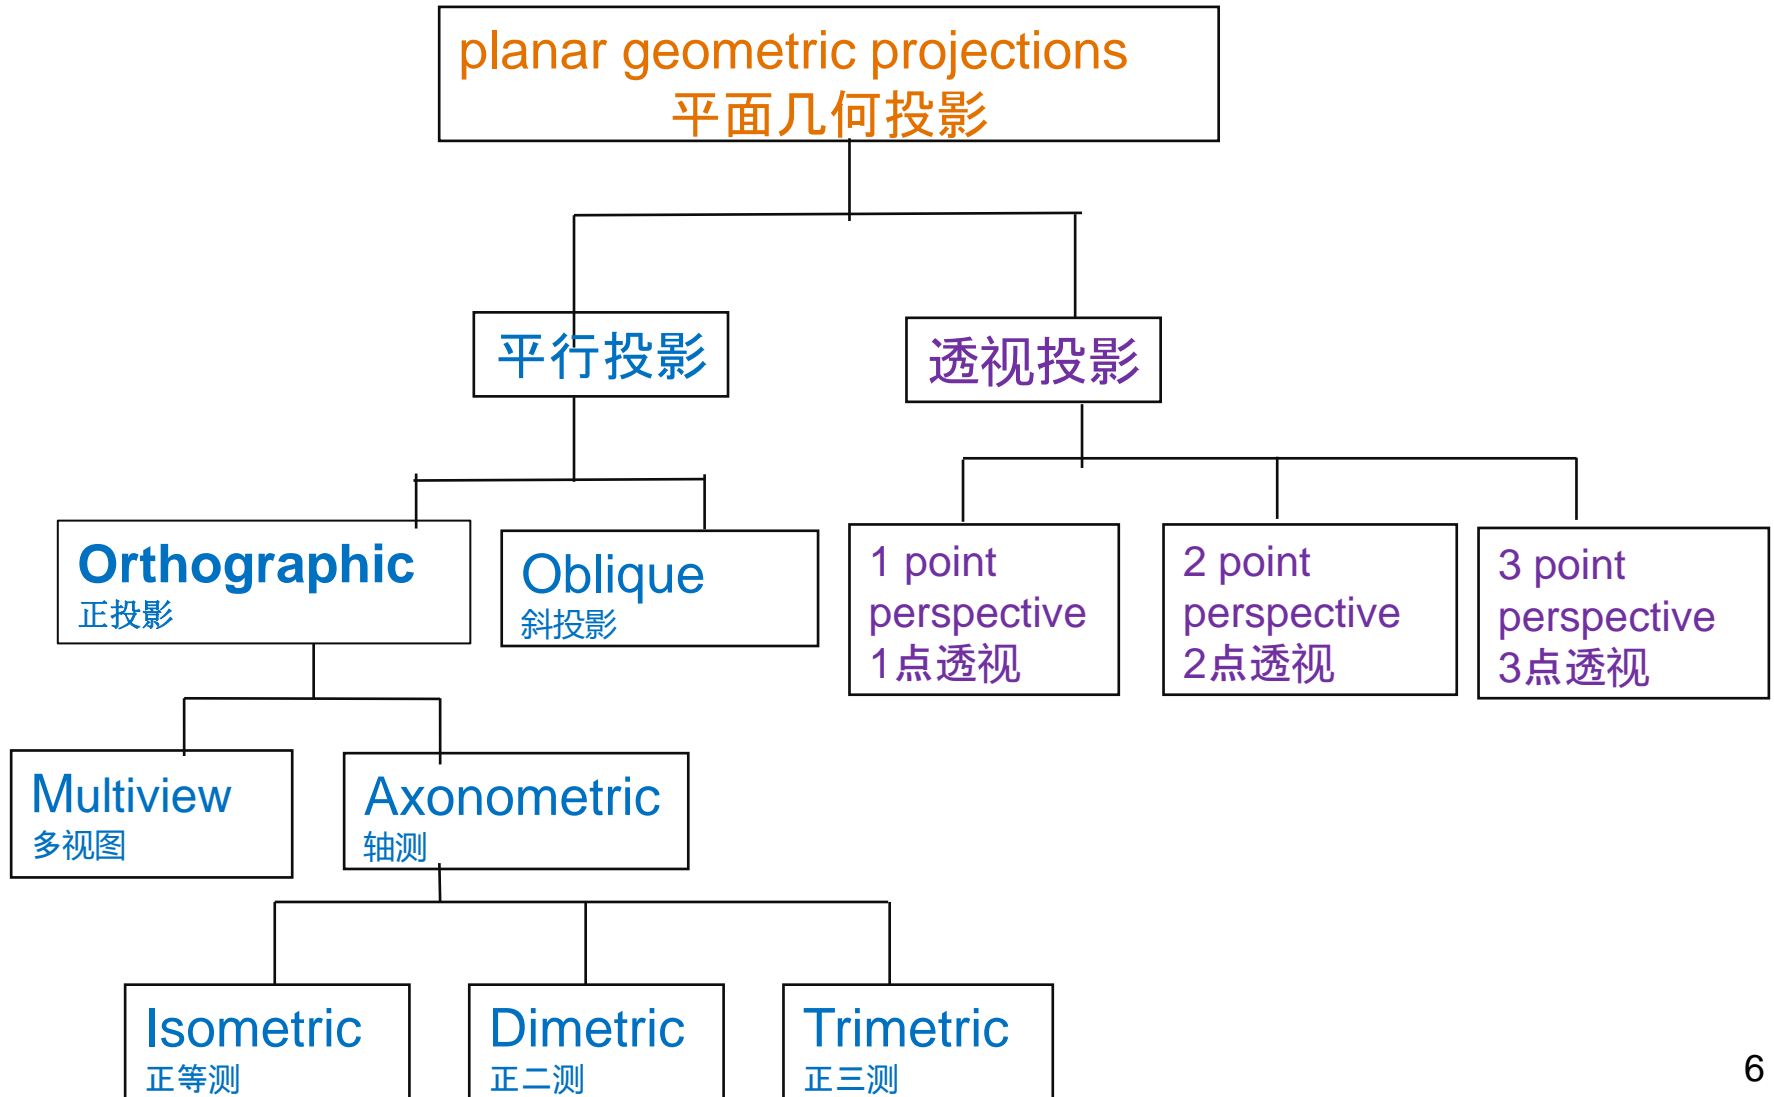 planar geometric projections
平面几何投影
平行投影
透视投影
Orthographic
正投影
Oblique
斜投影
1 point
perspective
1点透视
2 point
perspective
2点透视
3 point
perspective
3点透视
Multiview
多视图
Axonometric
轴测
Isometric
正等测
Dimetric
正二测
Trimetric
正三测
6